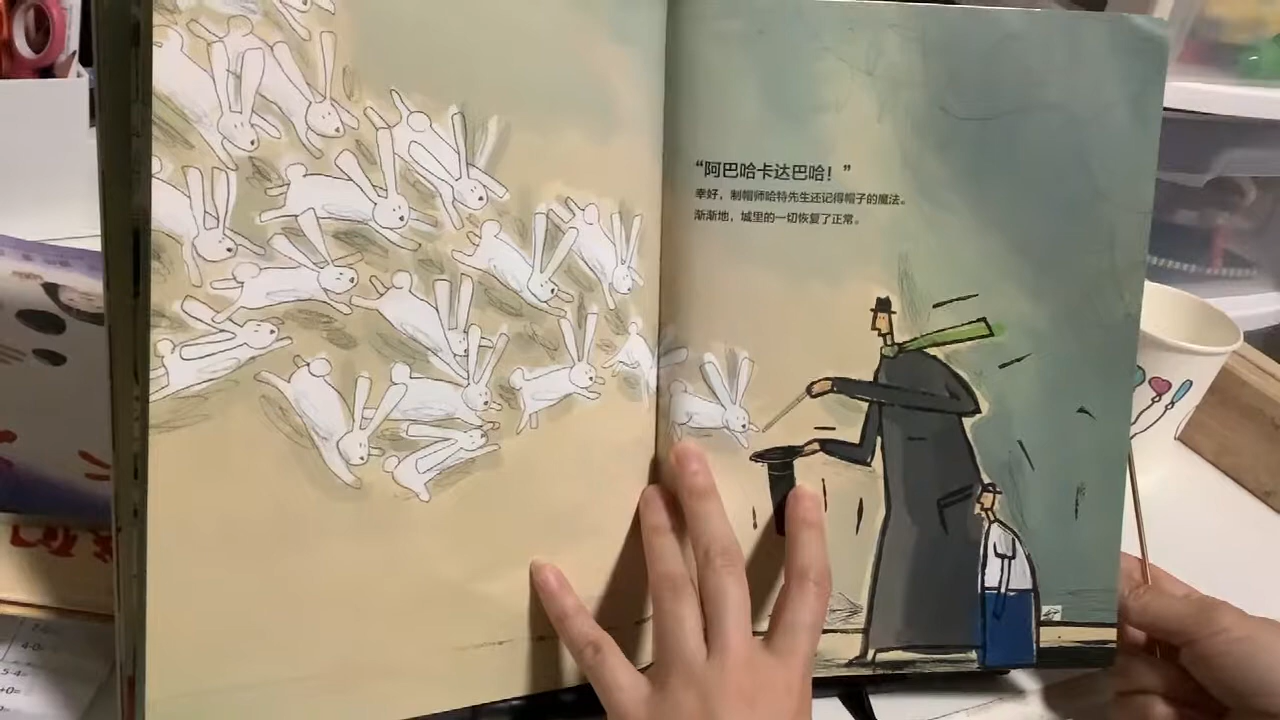 “阿巴哈卡达巴哈！”
幸好，制帽师哈特先生还记得帽子的魔法。
渐渐地，城里的一切恢复了正常。